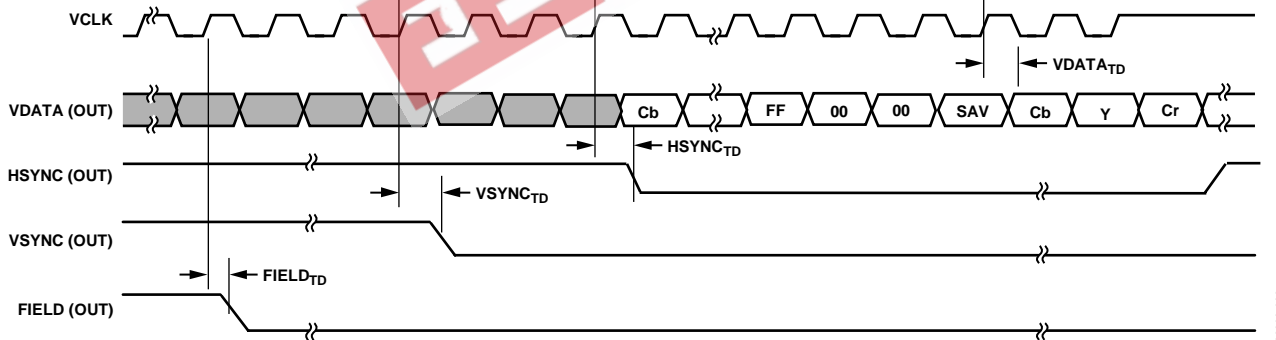 VCLK
VDATA_TD
VDATA (OUT)
Cb FF 00 00 SAV Cb Y Cr
HSYNC_TD
HSYNC (OUT)
VSYNC_TD
VSYNC (OUT)
FIELD_TD
FIELD (OUT)